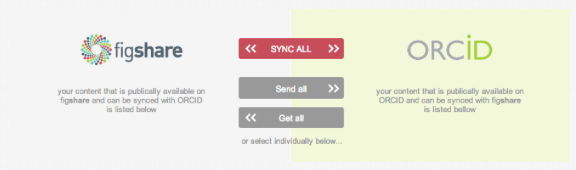 figshare
your content that is publically available on
figshare and can be synced with ORCID
is listed below
SYNC ALL
Send all
Get all
or select individually below...
ORCID
your content that is publically available on
ORCID and can be synced with figshare
is listed bellow